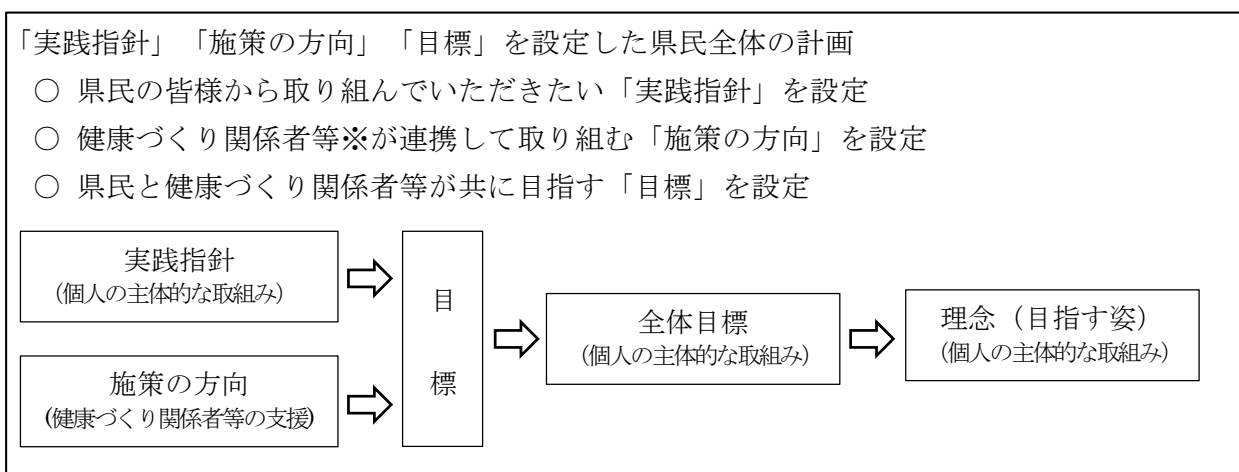 「実践指針」「施策の方向」「目標」を設定した県民全体の計画
○ 県民の皆様から取り組んでいただきたい「実践指針」を設定
○ 健康づくり関係者等※が連携して取り組む「施策の方向」を設定
○ 県民と健康づくり関係者等が共に目指す「目標」を設定
実践指針
(個人の主体的な取組み)
施策の方向
(健康づくり関係者等の支援)
目
標
全体目標
(個人の主体的な取組み)
理念（目指す姿）
(個人の主体的な取組み)